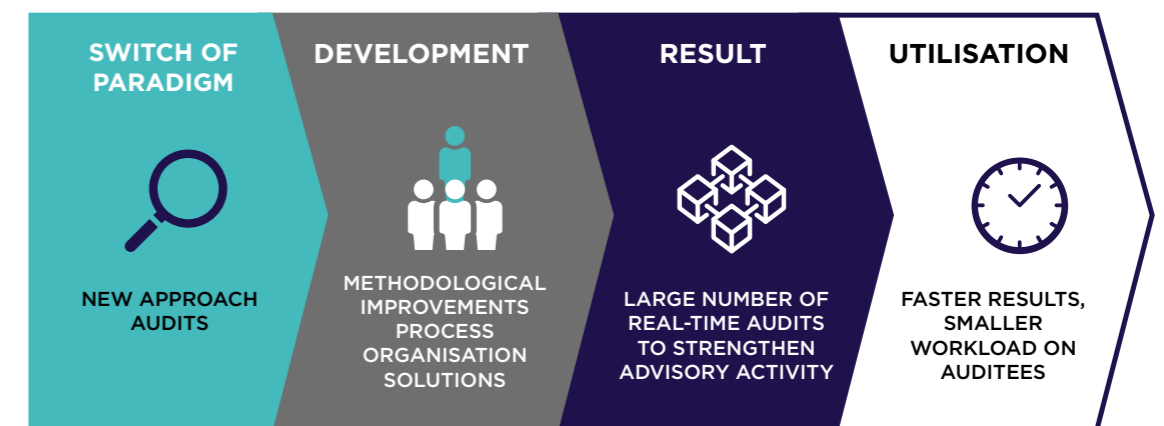 SWITCH OF
PARADIGM
NEW APPROACH
AUDITS
DEVELOPMENT
METHODOLOGICAL
IMPROVEMENTS
PROCESS
ORGANISATION
SOLUTIONS
RESULT
LARGE NUMBER OF
REAL-TIME AUDITS
TO STRENGTHEN
ADVISORY ACTIVITY
UTILISATION
FASTER RESULTS,
SMALLER
WORKLOAD ON
AUDITEES